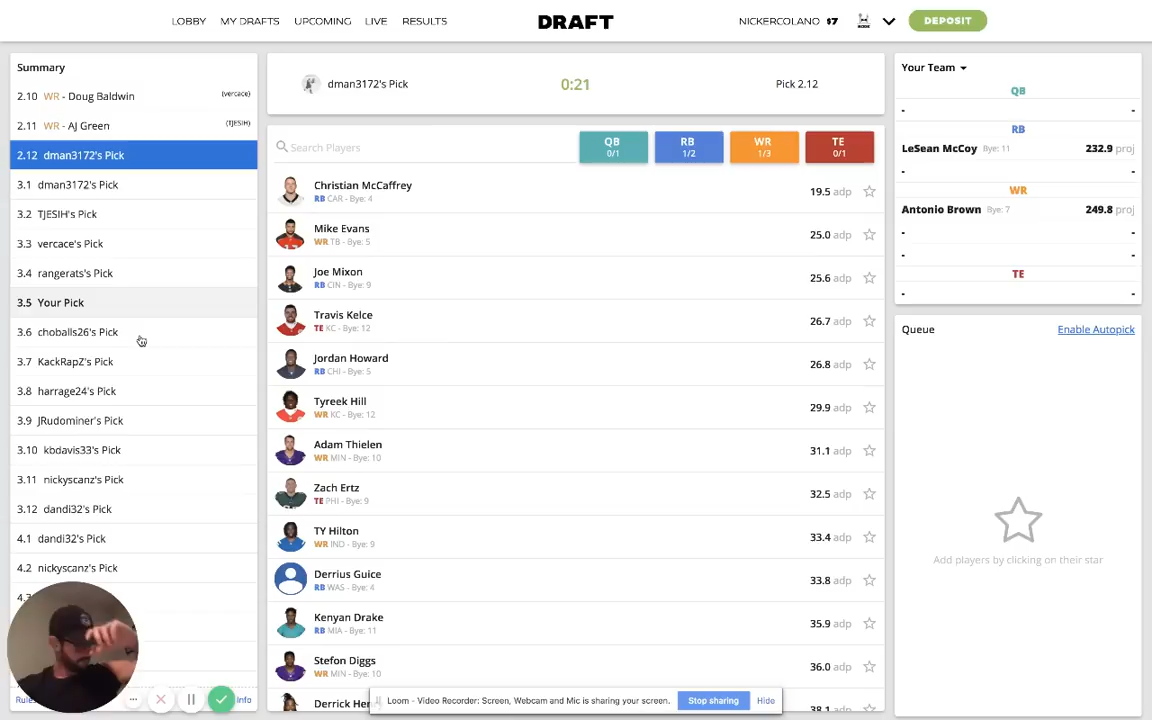 LOBBY MY DRAFTS UPCOMING LIVE RESULTS DRAFT NICKERCOLANO $7 DEPOSIT
Summary
2.10 WR - Doug Baldwin (vercace)
2.11 WR - AJ Green (TJESIH)
2.12 dman3172's Pick
3.1 dman3172's Pick
3.2 TJESIH's Pick
3.3 vercace's Pick
3.4 rangerats's Pick
3.5 Your Pick
3.6 choballs26's Pick
3.7 KackRapZ's Pick
3.8 harrage24's Pick
3.9 JRudominer's Pick
3.10 kbdavis33's Pick
3.11 nickyscanz's Pick
3.12 dandi32's Pick
4.1 dandi32's Pick
4.2 nickyscanz's Pick
Rules
Info
dman3172's Pick 0:21 Pick 2.12
Search Players
QB 0/1
RB 1/2
WR 1/3
TE 0/1
Christian McCaffrey
RB CAR - Bye: 4
19.5 adp
Mike Evans
WR TB - Bye: 5
25.0 adp
Joe Mixon
RB CIN - Bye: 9
25.6 adp
Travis Kelce
TE KC - Bye: 12
26.7 adp
Jordan Howard
RB CHI - Bye: 5
26.8 adp
Tyreek Hill
WR KC - Bye: 12
29.9 adp
Adam Thielen
WR MIN - Bye: 10
31.1 adp
Zach Ertz
TE PHI - Bye: 9
32.5 adp
TY Hilton
WR IND - Bye: 9
33.4 adp
Derrius Guice
RB WAS - Bye: 4
33.8 adp
Kenyan Drake
RB MIA - Bye: 11
35.9 adp
Stefon Diggs
WR MIN - Bye: 10
36.0 adp
Derrick Hen
38.1 adp
Loom - Video Recorder: Screen, Webcam and Mic is sharing your screen. Stop sharing Hide
Your Team
QB
- -
RB
LeSean McCoy Bye: 11 232.9 proj
- -
WR
Antonio Brown Bye: 7 249.8 proj
- -
- -
TE
- -
Queue Enable Autopick
Add players by clicking on their star